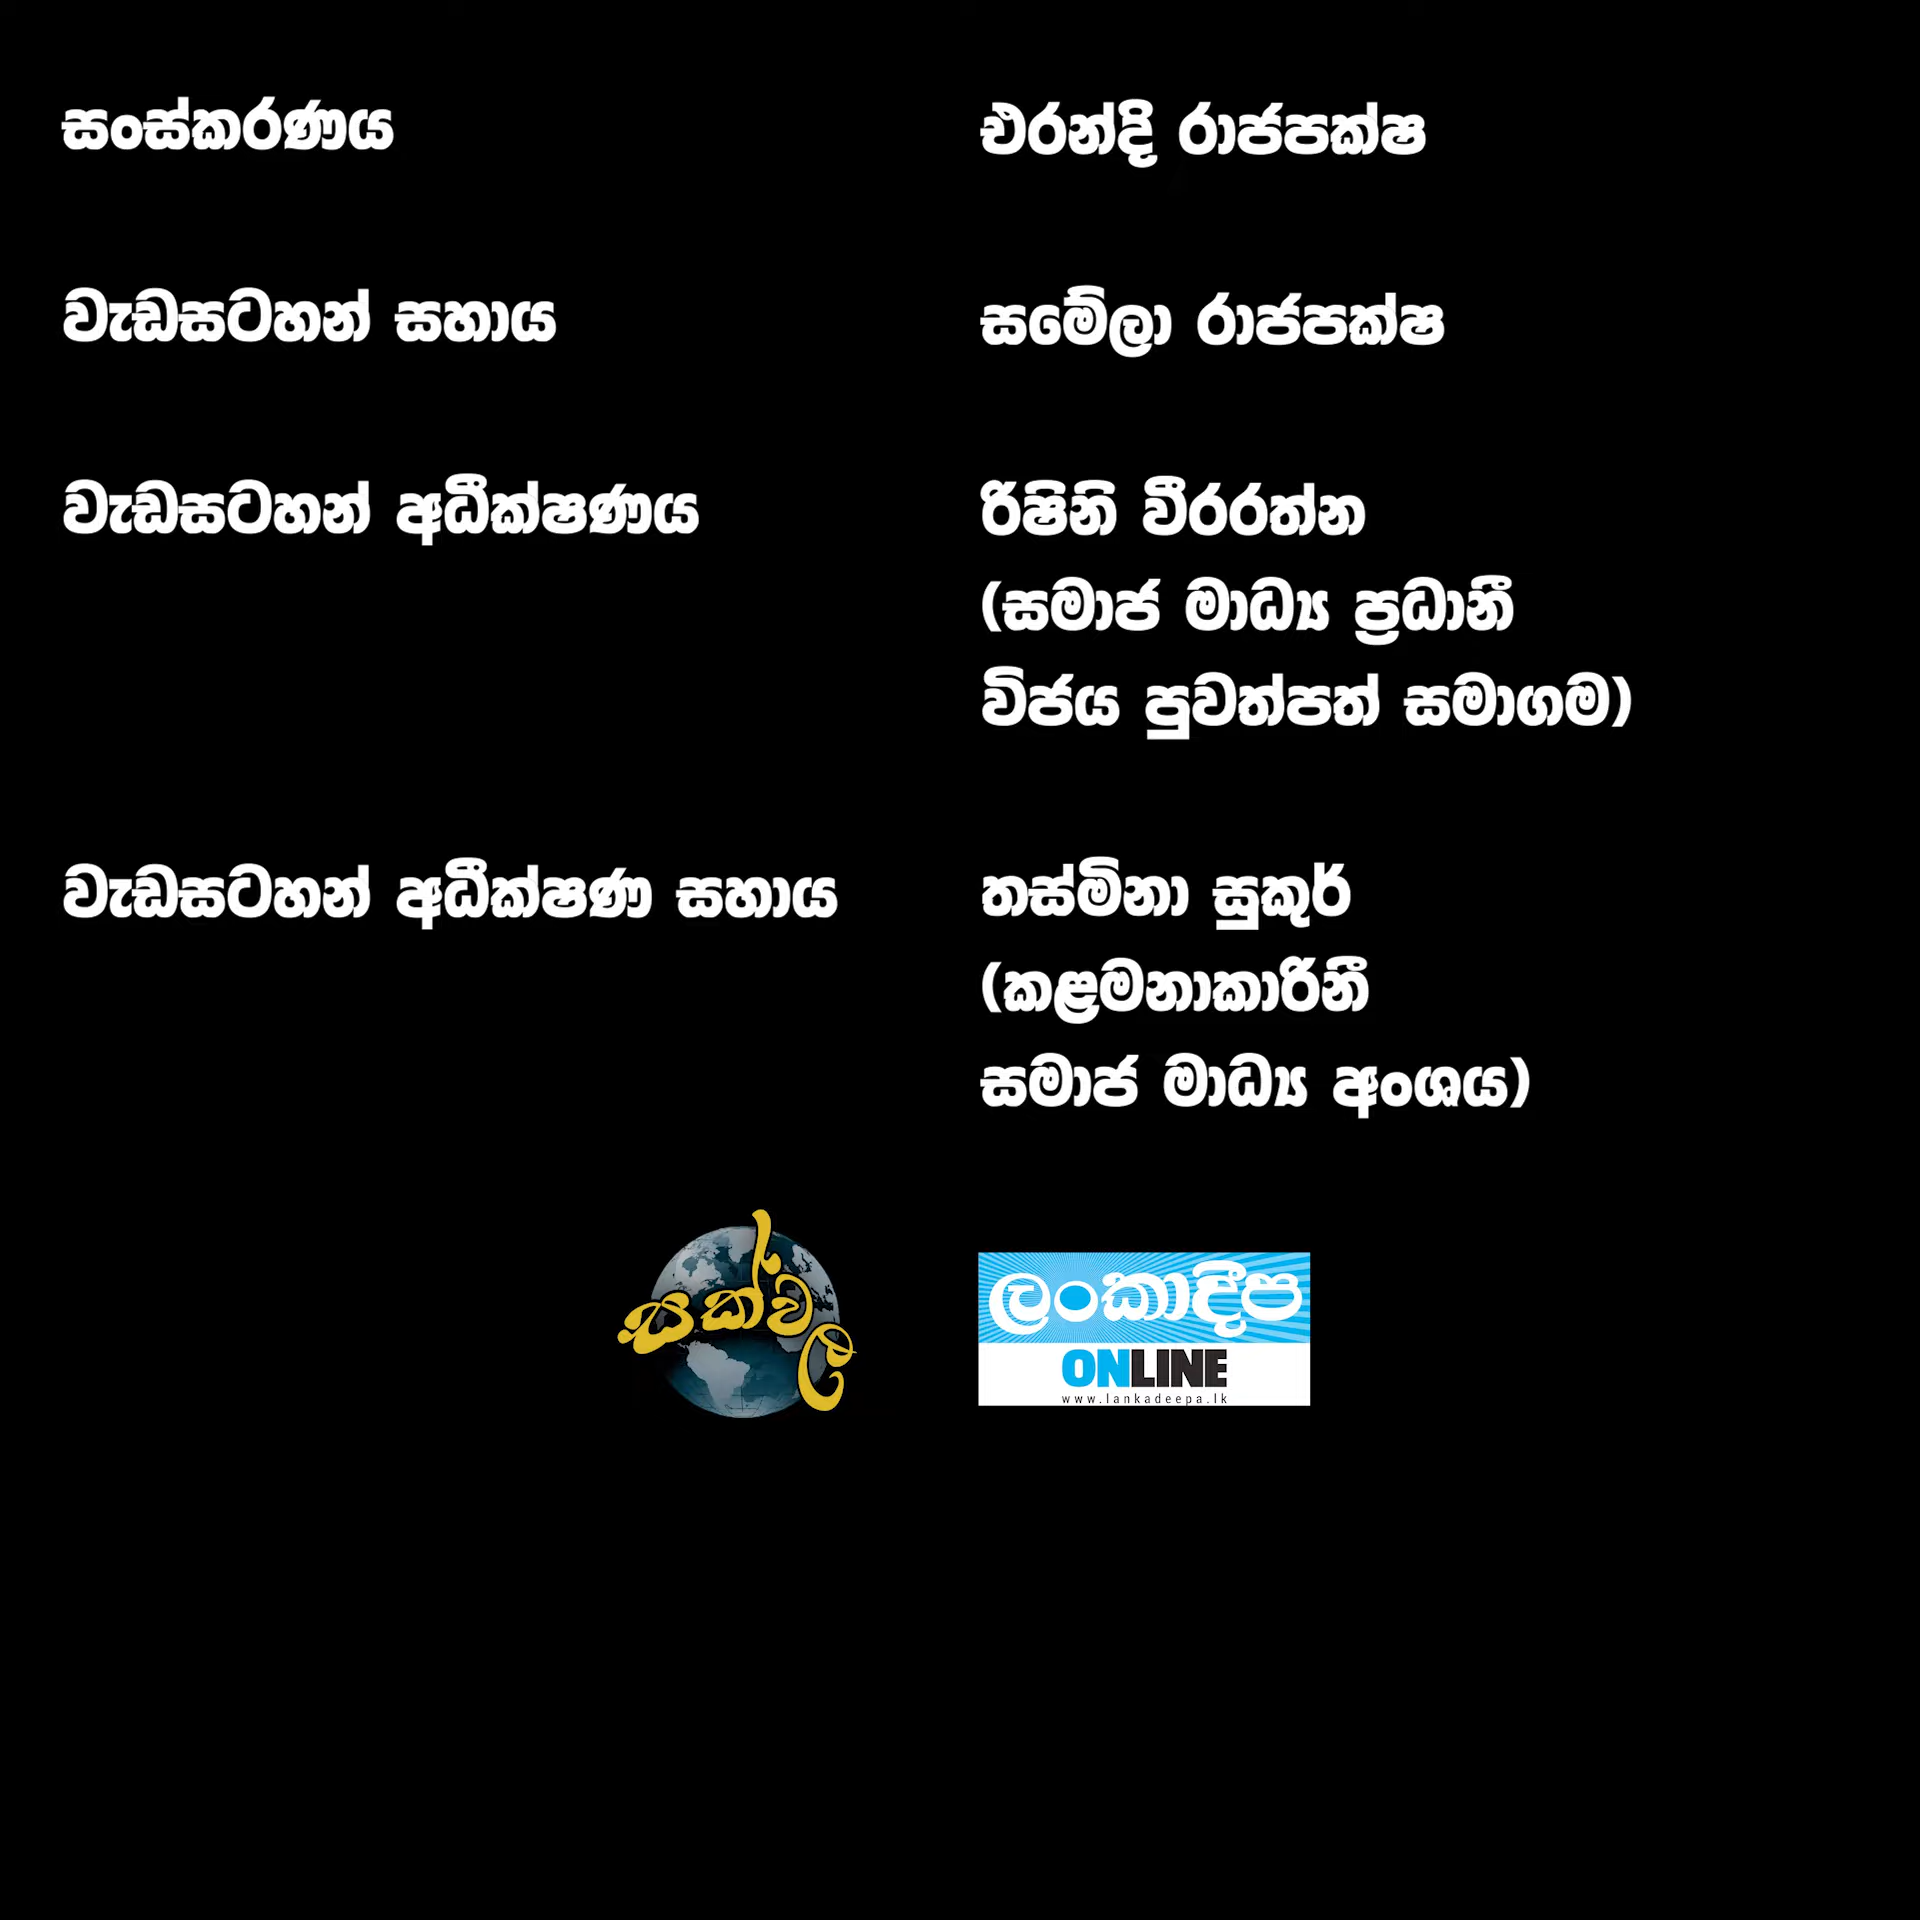 සංස්කරණය
එරන්දි රාජපක්ෂ
වැඩසටහන් සහාය
සමේලා රාජපක්ෂ
වැඩසටහන් අධීක්ෂණය
රිෂිනි වීරරත්න
(සමාජ මාධ්‍ය ප්‍රධානී
විජය පුවත්පත් සමාගම)
වැඩසටහන් අධීක්ෂණ සහාය
තස්මිනා සුකූර්
(කළමනාකාරිනී
සමාජ මාධ්‍ය අංශය)
සක්වල
ලංකාදීප
ONLINE
www.lankadeepa.lk